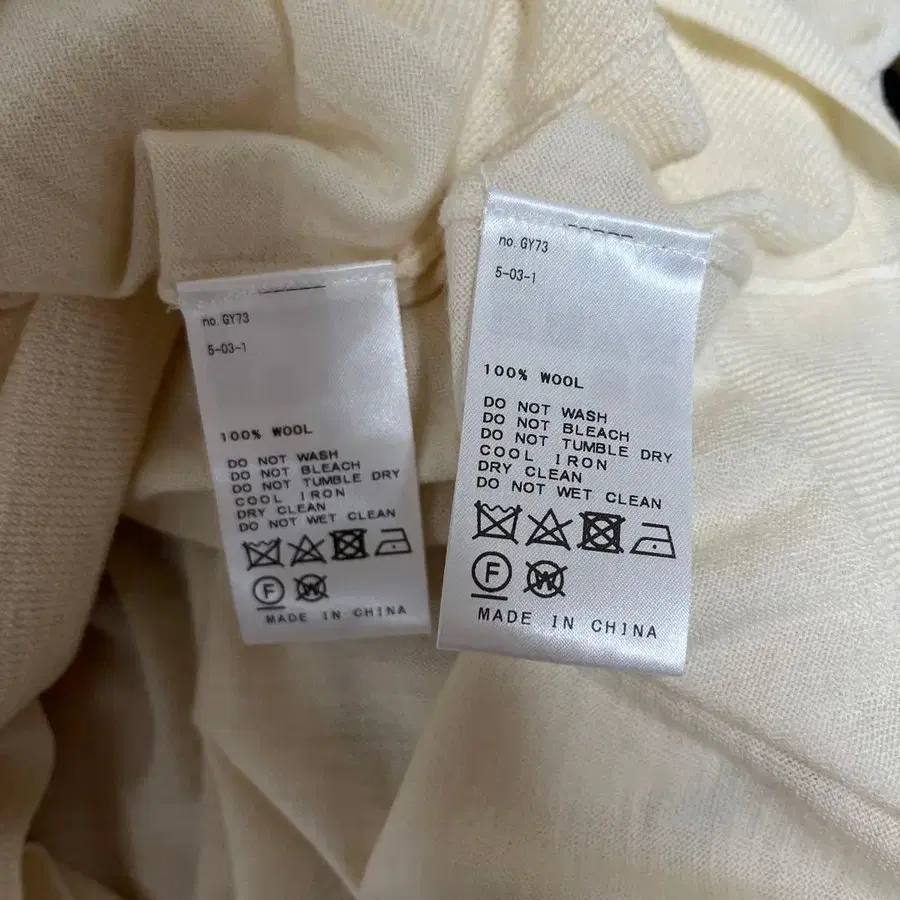 no. GY73
5-03-1
100% WOOL
DO NOT WASH
DO NOT BLEACH
DO NOT TUMBLE DRY
COOL IRON
DRY CLEAN
DO NOT WET CLEAN
F W
MADE IN CHINA
no. GY73
5-03-1
100% WOOL
DO NOT WASH
DO NOT BLEACH
DO NOT TUMBLE DRY
COOL IRON
DRY CLEAN
DO NOT WET CLEAN
F W
MADE IN CHINA